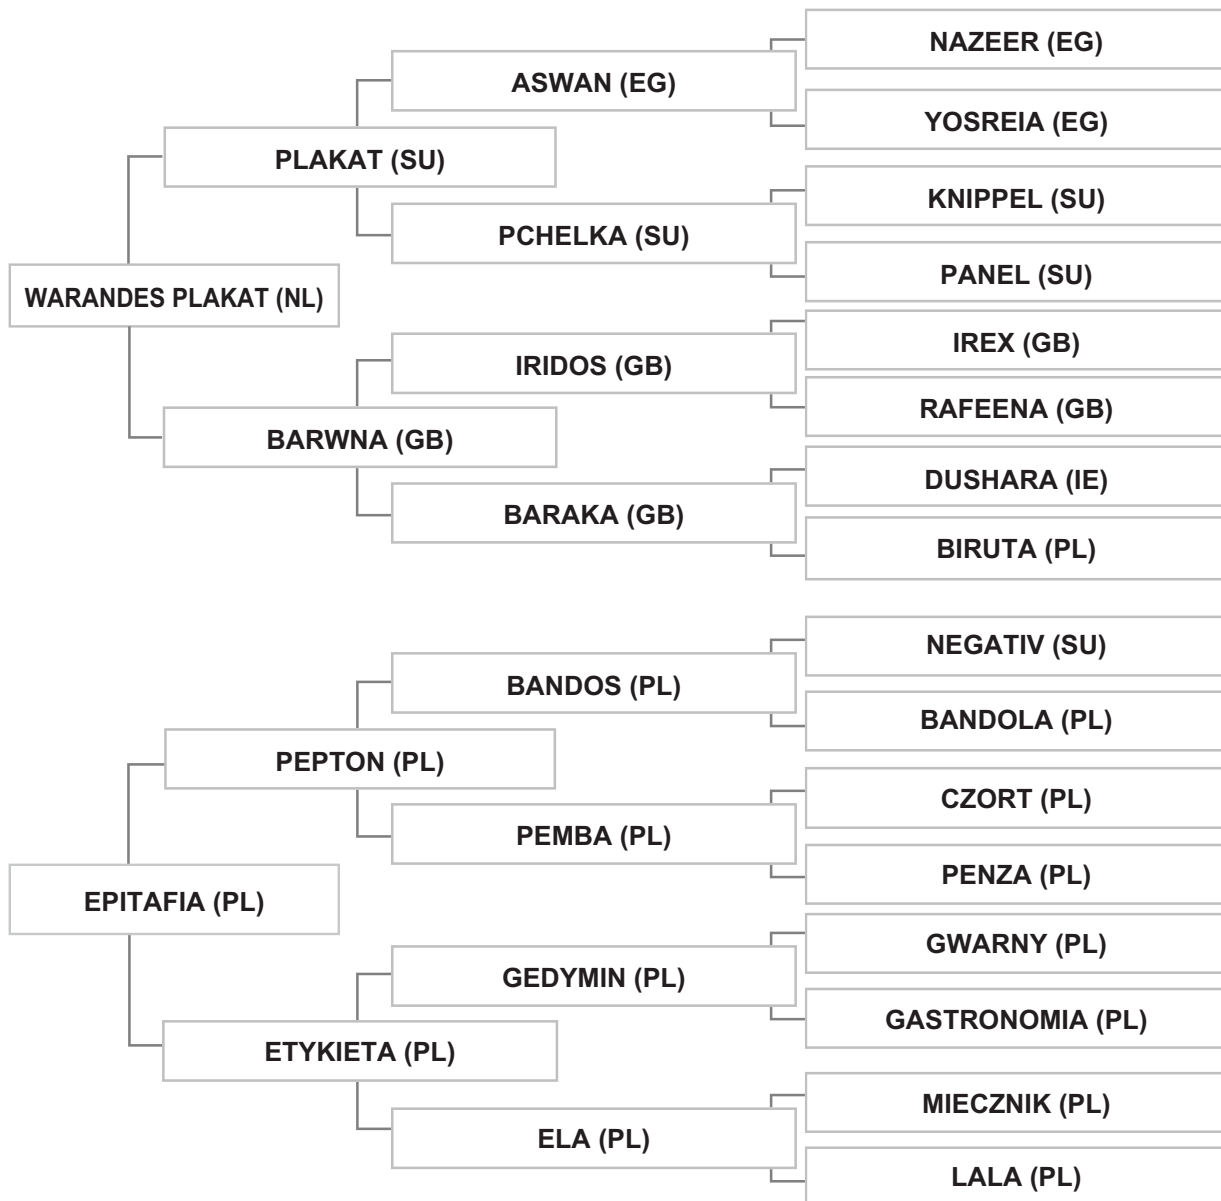 NAZEER (EG)
ASWAN (EG)
YOSREIA (EG)
PLAKAT (SU)
KNIPPEL (SU)
PCHELKA (SU)
PANEL (SU)
WARANDES PLAKAT (NL)
IREX (GB)
IRIDOS (GB)
RAFEENA (GB)
BARWNA (GB)
DUSHARA (IE)
BARAKA (GB)
BIRUTA (PL)
NEGATIV (SU)
BANDOS (PL)
BANDOLA (PL)
PEPTON (PL)
CZORT (PL)
PEMBA (PL)
PENZA (PL)
EPITAFIA (PL)
GWARNY (PL)
GEDYMIN (PL)
GASTRONOMIA (PL)
ETYKIETA (PL)
MIECZNIK (PL)
ELA (PL)
LALA (PL)